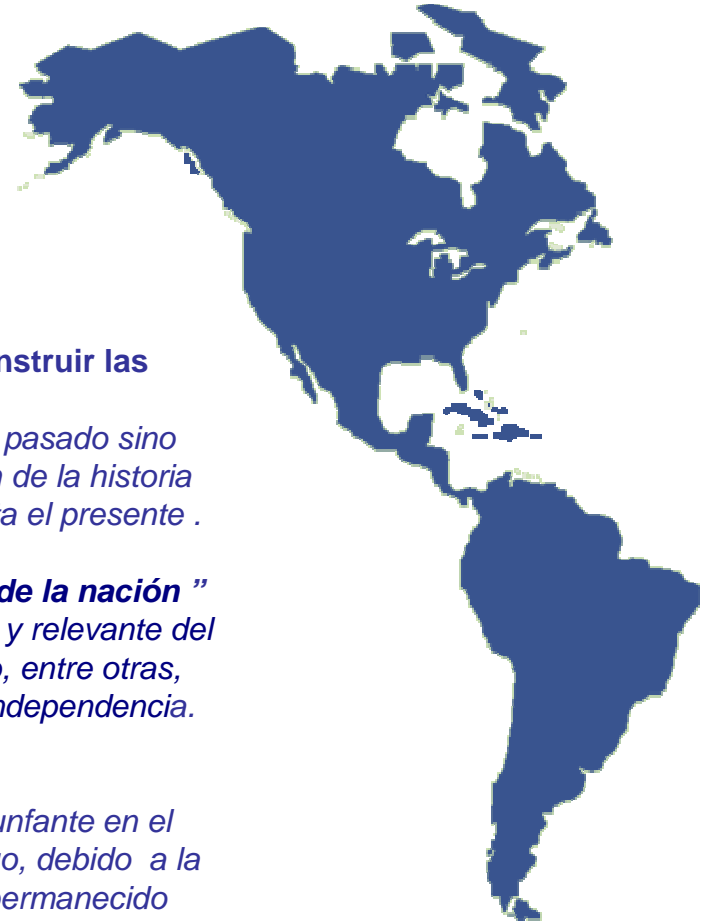 nstruir las
pasado sino
de la historia
a el presente .
de la nación ”
y relevante del
, entre otras,
ndependencia.
unfante en el
o, debido a la
permanecido